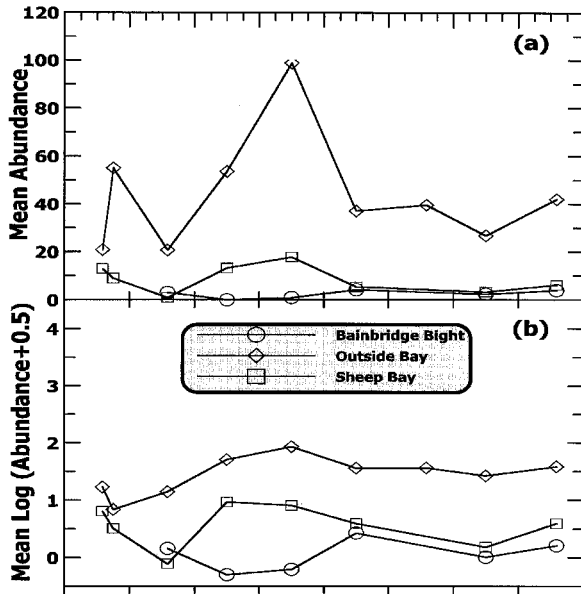 120
100
80
60
40
20
0
Mean Abundance
(a)
4
3
2
1
0
Mean Log (Abundance+0.5)
(b)
Bainbridge Bight
Outside Bay
Sheep Bay